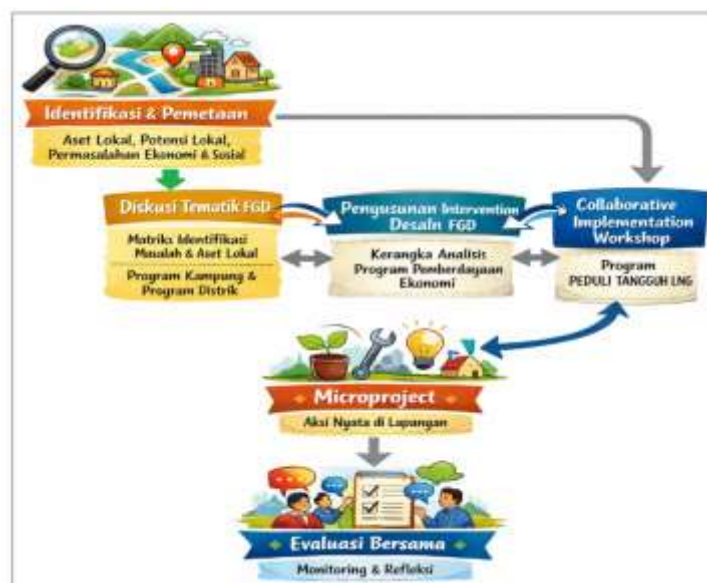 Identifikasi & Pemetaan
Aset Lokal, Potensi Lokal,
Permasalahan Ekonomi & Sosial
Diskusi Tematik FGD
Matriks Identifikasi
Masalah & Aset Lokal
Program Kampung &
Program Distrik
Pengusunan Intervention
Desain FGD
Kerangka Analisis
Program Pemberdayaan
Ekonomi
Collaborative
Implementation
Workshop
Program
PEDULI TANGGUH LNG
Microproject
Aksi Nyata di Lapangan
Evaluasi Bersama
Monitoring & Refleksi